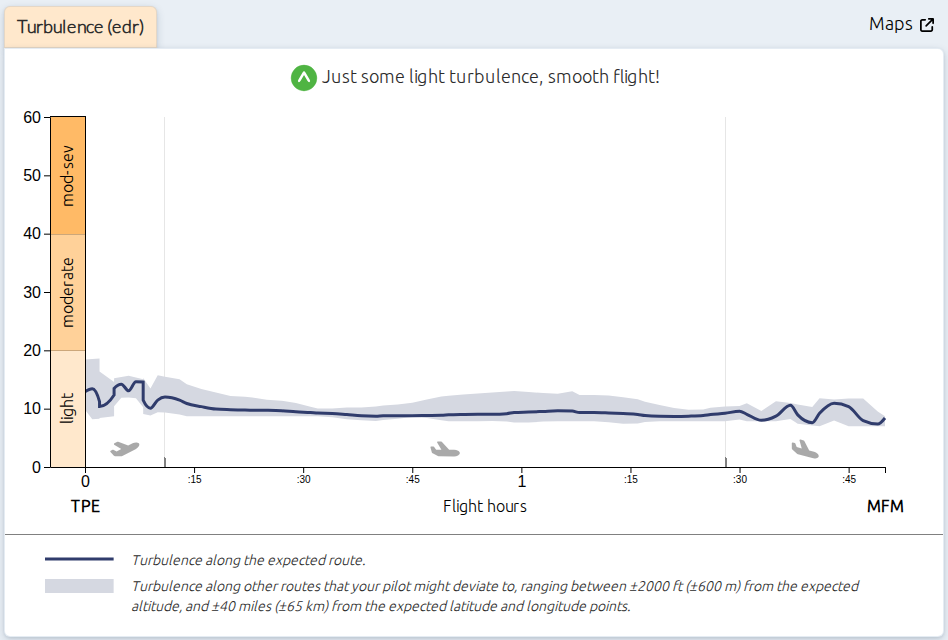 Turbulence (edr)
Maps
Just some light turbulence, smooth flight!
60
50
40
30
20
10
0
mod-sev
moderate
light
0 :15 :30 :45 1 :15 :30 :45
TPE Flight hours MFM
Turbulence along the expected route.
Turbulence along other routes that your pilot might deviate to, ranging between ±2000 ft (±600 m) from the expected
altitude, and ±40 miles (±65 km) from the expected latitude and longitude points.